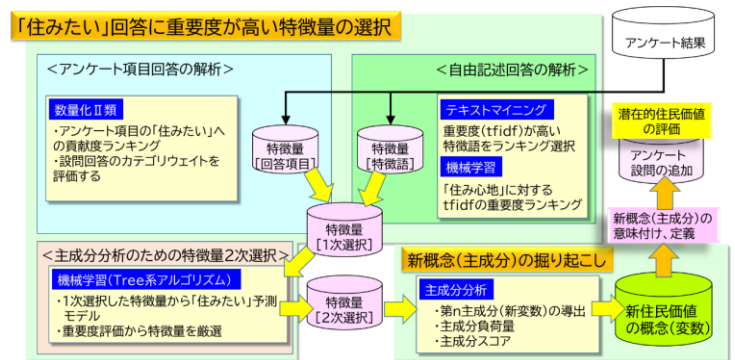 「住みたい」回答に重要度が高い特徴量の選択
アンケート結果
＜アンケート項目回答の解析＞
数量化Ⅱ類
・アンケート項目の「住みたい」へ
の貢献度ランキング
・設問回答のカテゴリウェイトを
評価する
特徴量
[回答項目]
＜自由記述回答の解析＞
特徴量
[特徴語]
テキストマイニング
重要度(tfidf)が高い
特徴語をランキング選択
機械学習
「住み心地」に対する
tfidfの重要度ランキング
潜在的住民価値
の評価
アンケート
設問の追加
新概念(主成分)の
意味付け、定義
特徴量
[1次選択]
＜主成分分析のための特徴量2次選択＞
機械学習(Tree系アルゴリズム)
・1次選択した特徴量から「住みたい」予測
モデル
・重要度評価から特徴量を厳選
特徴量
[2次選択]
新概念(主成分)の掘り起こし
主成分分析
・第n主成分(新変数)の導出
・主成分負荷量
・主成分スコア
新住民価値
の概念(変数)